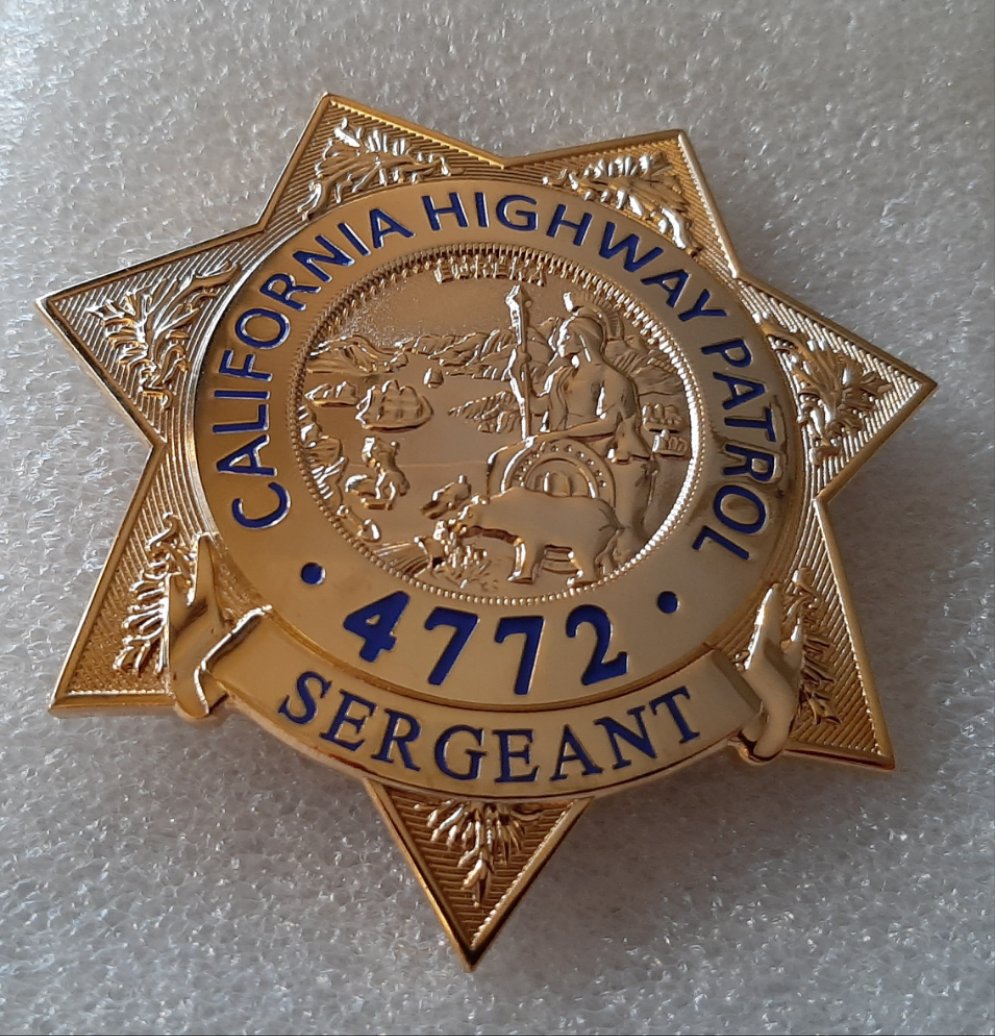 CALIFORNIA HIGHWAY PATROL
EUREKA
• 4772 •
SERGEANT